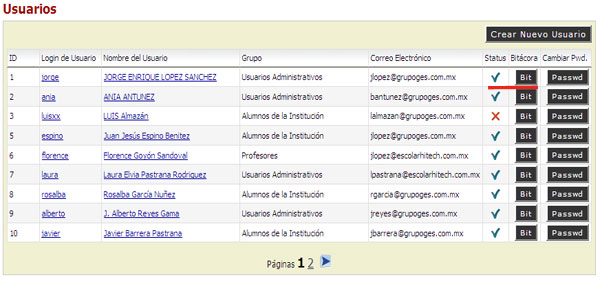 Usuarios
Crear Nuevo Usuario
ID Login de Usuario Nombre del Usuario Grupo Correo Electrónico Status Bitácora Cambiar Pwd.
1 jorge JORGE ENRIQUE LOPEZ SANCHEZ Usuarios Administrativos jlopez@grupoges.com.mx Bit Passwd
2 ania ANIA ANTUNEZ Usuarios Administrativos bantunez@grupoges.com.mx Bit Passwd
3 luisxx LUIS Almazán Alumnos de la Institución lalmazan@grupoges.com.mx Bit Passwd
5 espino Juan Jesús Espino Benitez Alumnos de la Institución jlopez@grupoges.com.mx Bit Passwd
6 florence Florence Goyón Sandoval Profesores jlopez@escolarhitech.com.mx Bit Passwd
7 laura Laura Elvia Pastrana Rodriguez Usuarios Administrativos lpastrana@escolarhitech.com.mx Bit Passwd
8 rosalba Rosalba García Nuñez Alumnos de la Institución rgarcia@grupoges.com.mx Bit Passwd
9 alberto J. Alberto Reyes Gama Usuarios Administrativos jreyes@grupoges.com.mx Bit Passwd
10 javier Javier Barrera Pastrana Alumnos de la Institución jbarrera@grupoges.com.mx Bit Passwd
Páginas 1 2